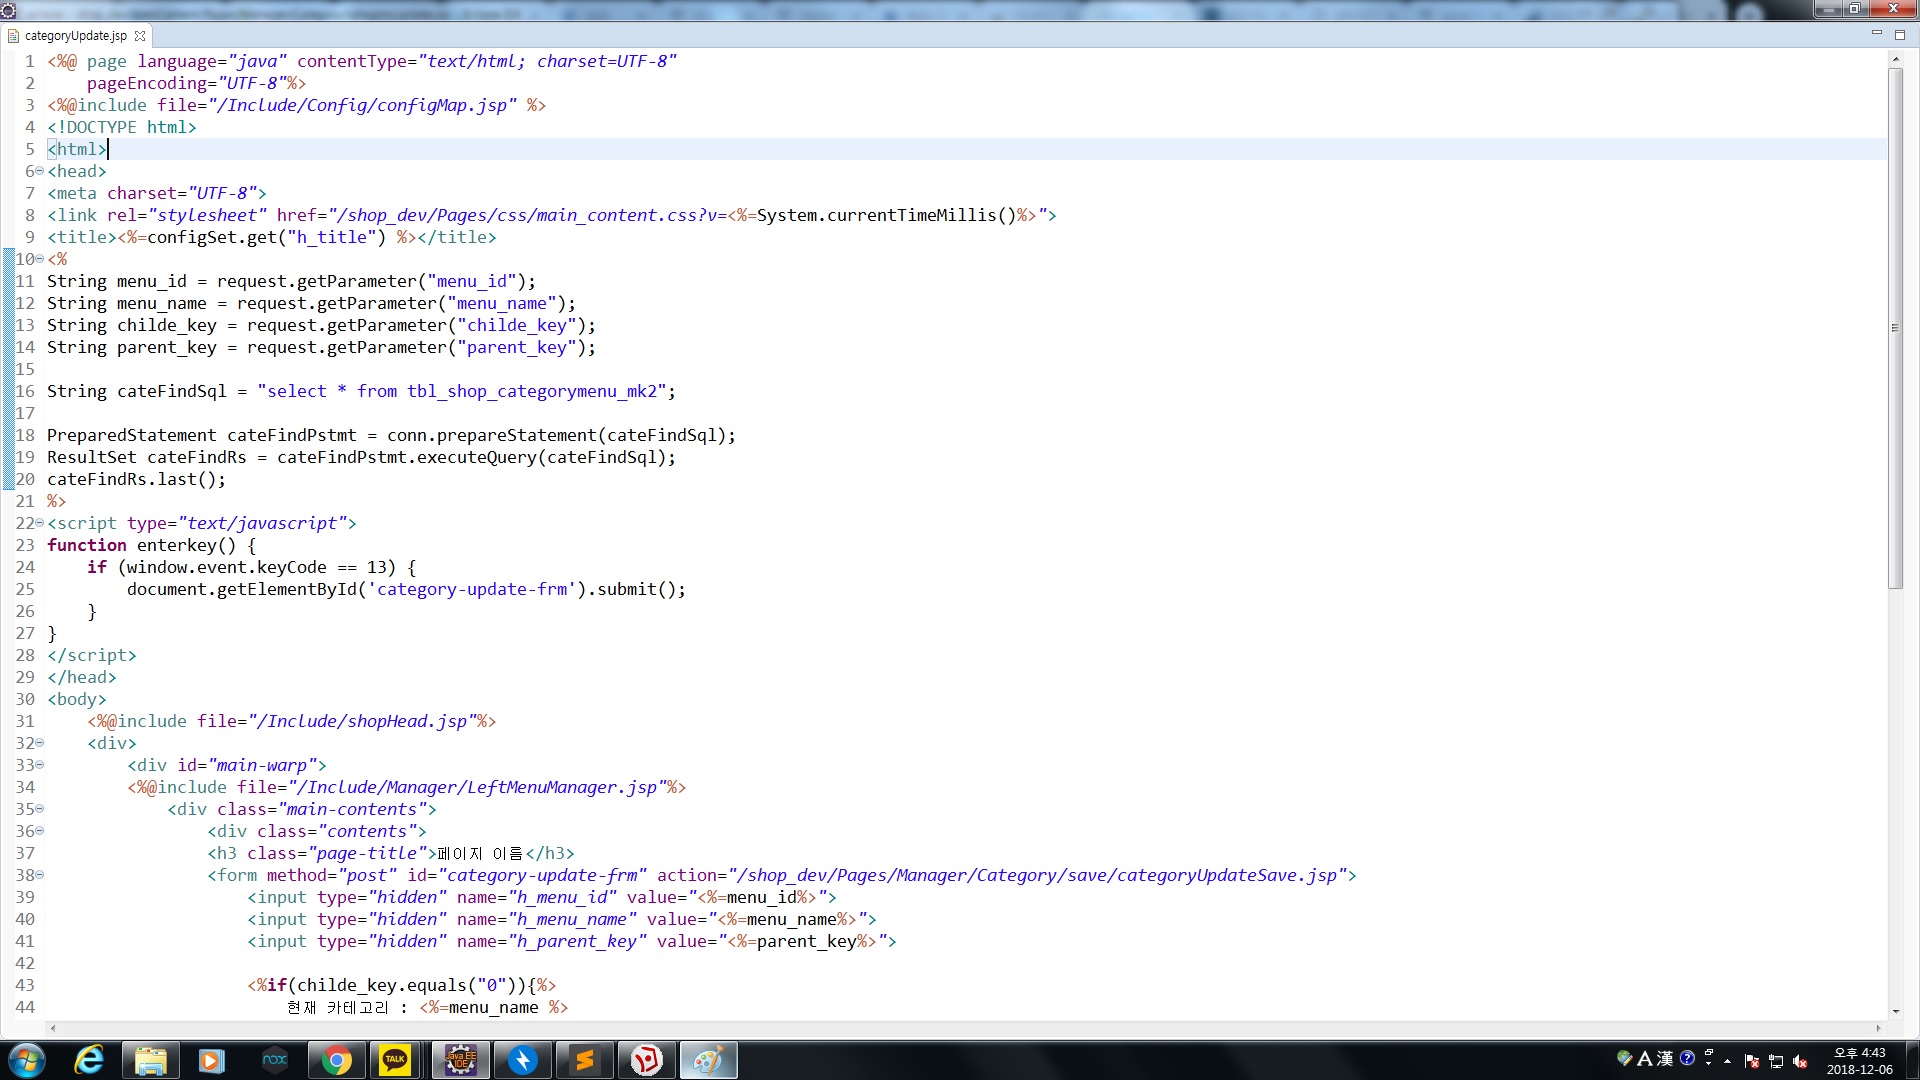 categoryUpdate.jsp
1 <%@ page language="java" contentType="text/html; charset=UTF-8"
2     pageEncoding="UTF-8"%>
3 <%@include file="/Include/Config/configMap.jsp" %>
4 <!DOCTYPE html>
5 <html>
6 <head>
7 <meta charset="UTF-8">
8 <link rel="stylesheet" href="/shop_dev/Pages/css/main_content.css?v=<%=System.currentTimeMillis()%>">
9 <title><%=configSet.get("h_title") %></title>
10 <%
11 String menu_id = request.getParameter("menu_id");
12 String menu_name = request.getParameter("menu_name");
13 String childe_key = request.getParameter("childe_key");
14 String parent_key = request.getParameter("parent_key");
15
16 String cateFindSql = "select * from tbl_shop_categorymenu_mk2";
17
18 PreparedStatement cateFindPstmt = conn.prepareStatement(cateFindSql);
19 ResultSet cateFindRs = cateFindPstmt.executeQuery(cateFindSql);
20 cateFindRs.last();
21 %>
22 <script type="text/javascript">
23 function enterkey() {
24     if (window.event.keyCode == 13) {
25         document.getElementById('category-update-frm').submit();
26     }
27 }
28 </script>
29 </head>
30 <body>
31     <%@include file="/Include/shopHead.jsp"%>
32     <div>
33         <div id="main-warp">
34         <%@include file="/Include/Manager/LeftMenuManager.jsp"%>
35             <div class="main-contents">
36                 <div class="contents">
37                 <h3 class="page-title">페이지 이름</h3>
38                 <form method="post" id="category-update-frm" action="/shop_dev/Pages/Manager/Category/save/categoryUpdateSave.jsp">
39                     <input type="hidden" name="h_menu_id" value="<%=menu_id%>">
40                     <input type="hidden" name="h_menu_name" value="<%=menu_name%>">
41                     <input type="hidden" name="h_parent_key" value="<%=parent_key%>">
42
43                     <%if(childe_key.equals("0")){%>
44                         현재 카테고리 : <%=menu_name %>
nox
TALK
Java EE
IDE
A 漢
오후 4:43
2018-12-06